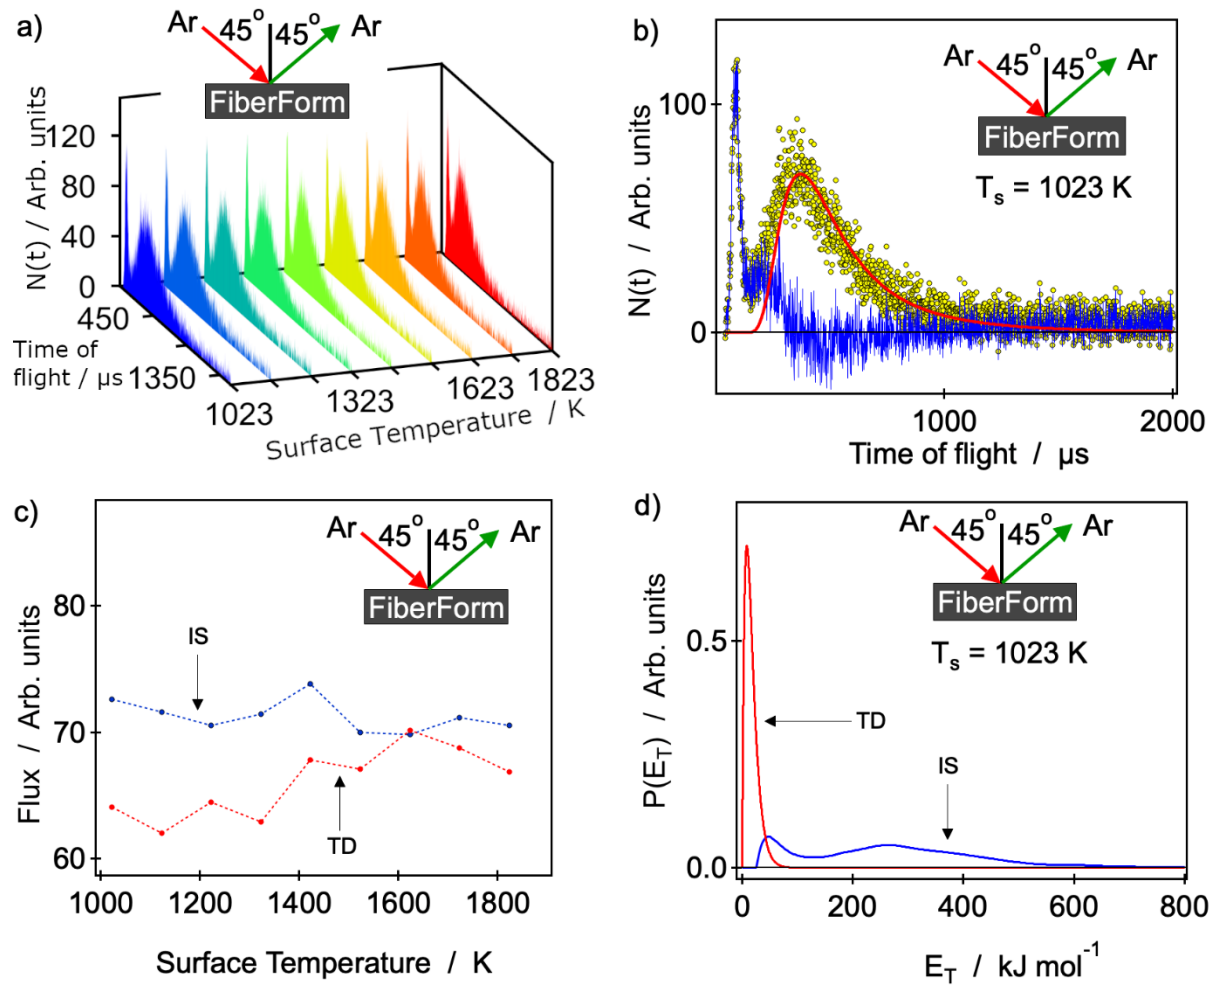 a)
Ar 45° 45° Ar
FiberForm
N(t) / Arb. units
120
80
40
0
450
1350
Time of
flight / µs
1023
1323
1623
1823
Surface Temperature / K
b)
Ar 45° 45° Ar
FiberForm
Tₛ = 1023 K
N(t) / Arb. units
100
0
1000
2000
Time of flight / µs
c)
Ar 45° 45° Ar
FiberForm
Flux / Arb. units
80
70
60
IS
TD
1000 1200 1400 1600 1800
Surface Temperature / K
d)
Ar 45° 45° Ar
FiberForm
Tₛ = 1023 K
P(E_T) / Arb. units
0.5
0.0
TD
IS
0 200 400 600 800
E_T / kJ mol⁻¹